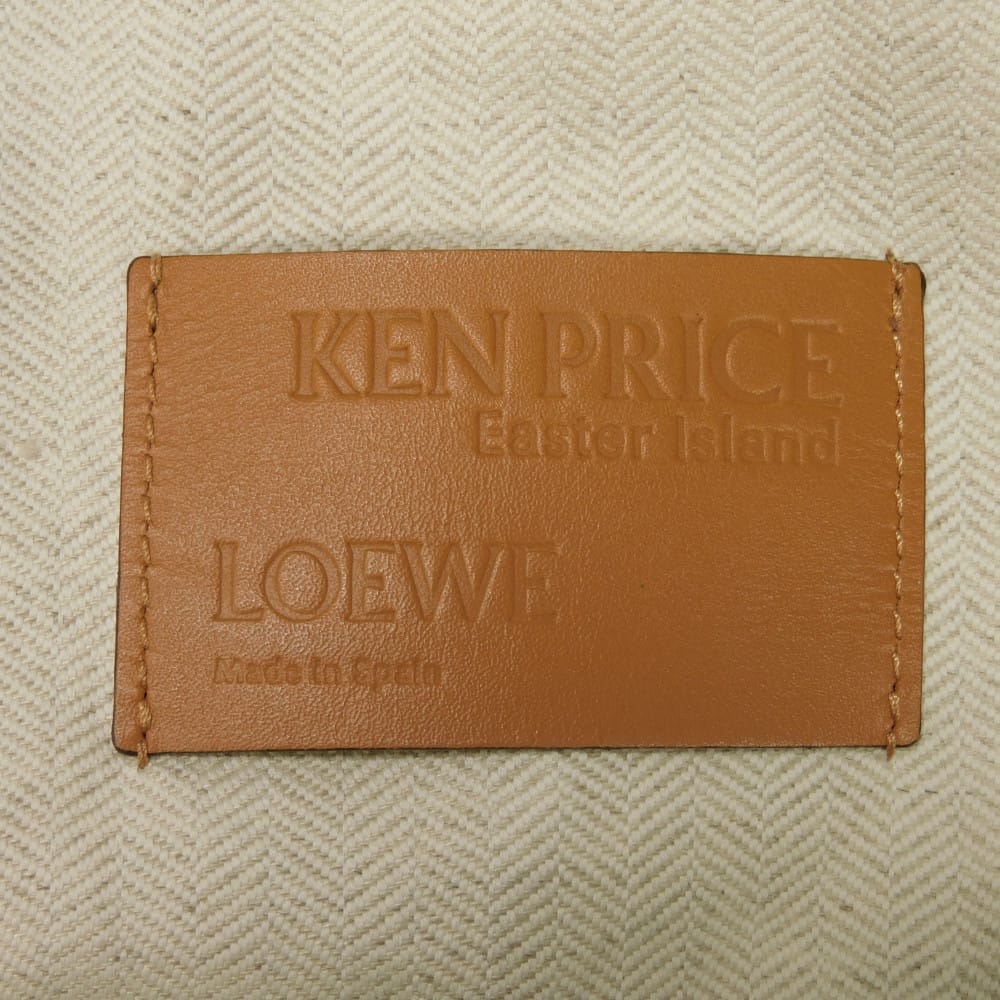 KEN PRICE
Easter Island
LOEWE
Made in Spain